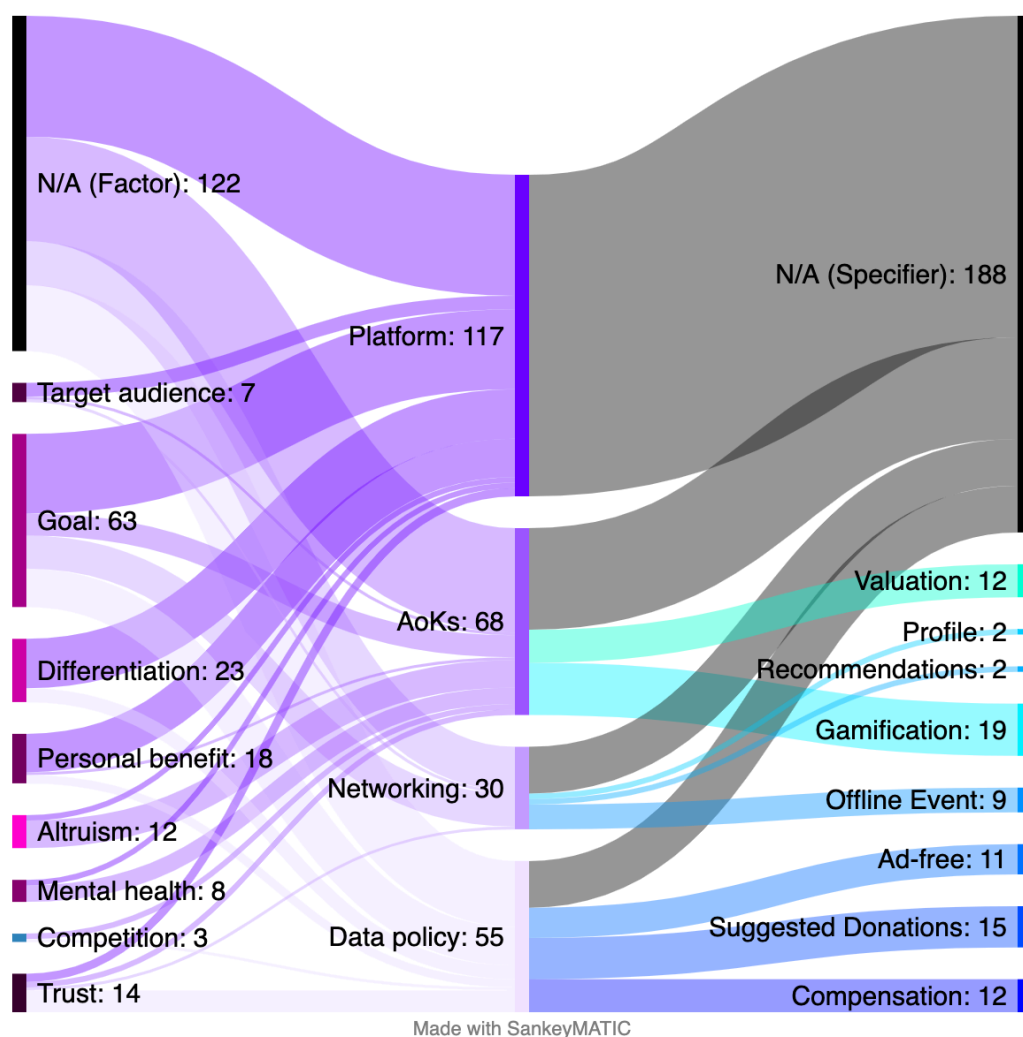 N/A (Factor): 122
Target audience: 7
Goal: 63
Differentiation: 23
Personal benefit: 18
Altruism: 12
Mental health: 8
Competition: 3
Trust: 14
Platform: 117
AoKs: 68
Networking: 30
Data policy: 55
N/A (Specifier): 188
Valuation: 12
Profile: 2
Recommendations: 2
Gamification: 19
Offline Event: 9
Ad-free: 11
Suggested Donations: 15
Compensation: 12
Made with SankeyMATIC